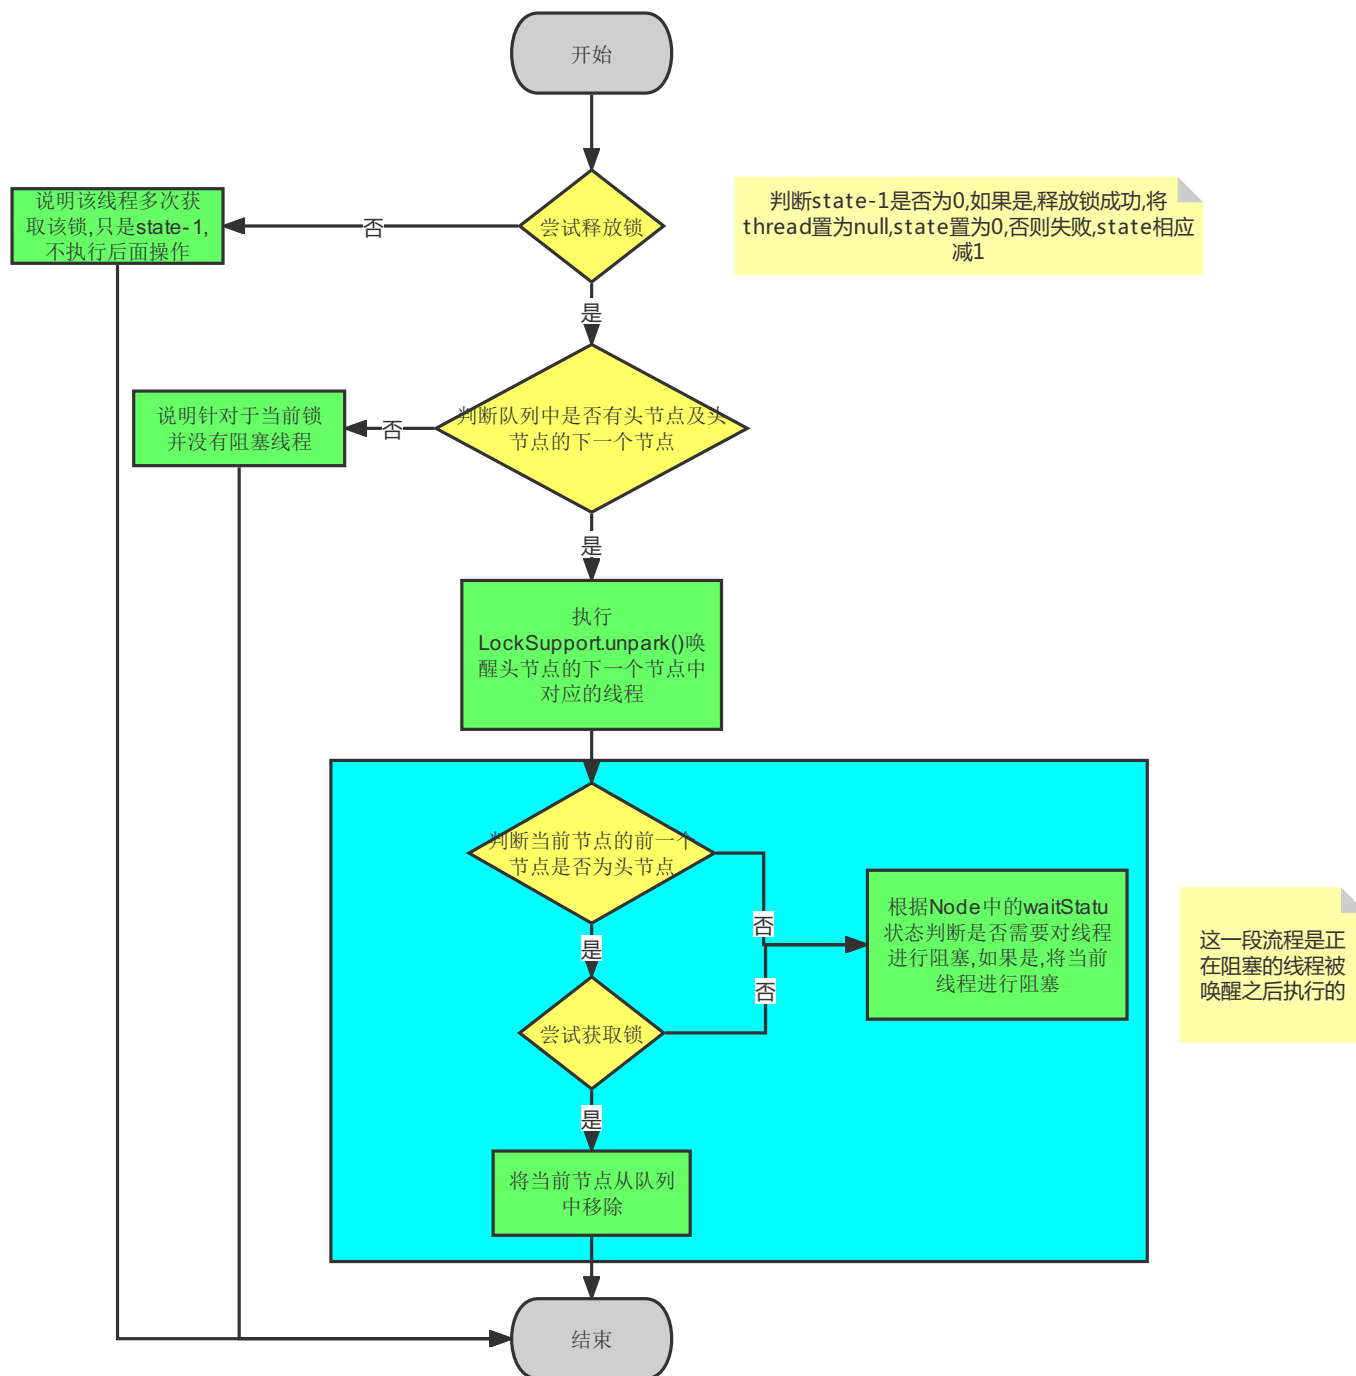 开始
说明该线程多次获
取该锁,只是state-1,
不执行后面操作
否
尝试释放锁
判断state-1是否为0,如果是,释放锁成功,将
thread置为null,state置为0,否则失败,state相应
减1
是
说明针对于当前锁
并没有阻塞线程
否
判断队列中是否有头节点及头
节点的下一个节点
是
执行
LockSupport.unpark()唤
醒头节点的下一个节点中
对应的线程
判断当前节点的前一个
节点是否为头节点
否
是
根据Node中的waitStatu
状态判断是否需要对线程
进行阻塞,如果是,将当前
线程进行阻塞
这一段流程是正
在阻塞的线程被
唤醒之后执行的
否
尝试获取锁
是
将当前节点从队列
中移除
结束